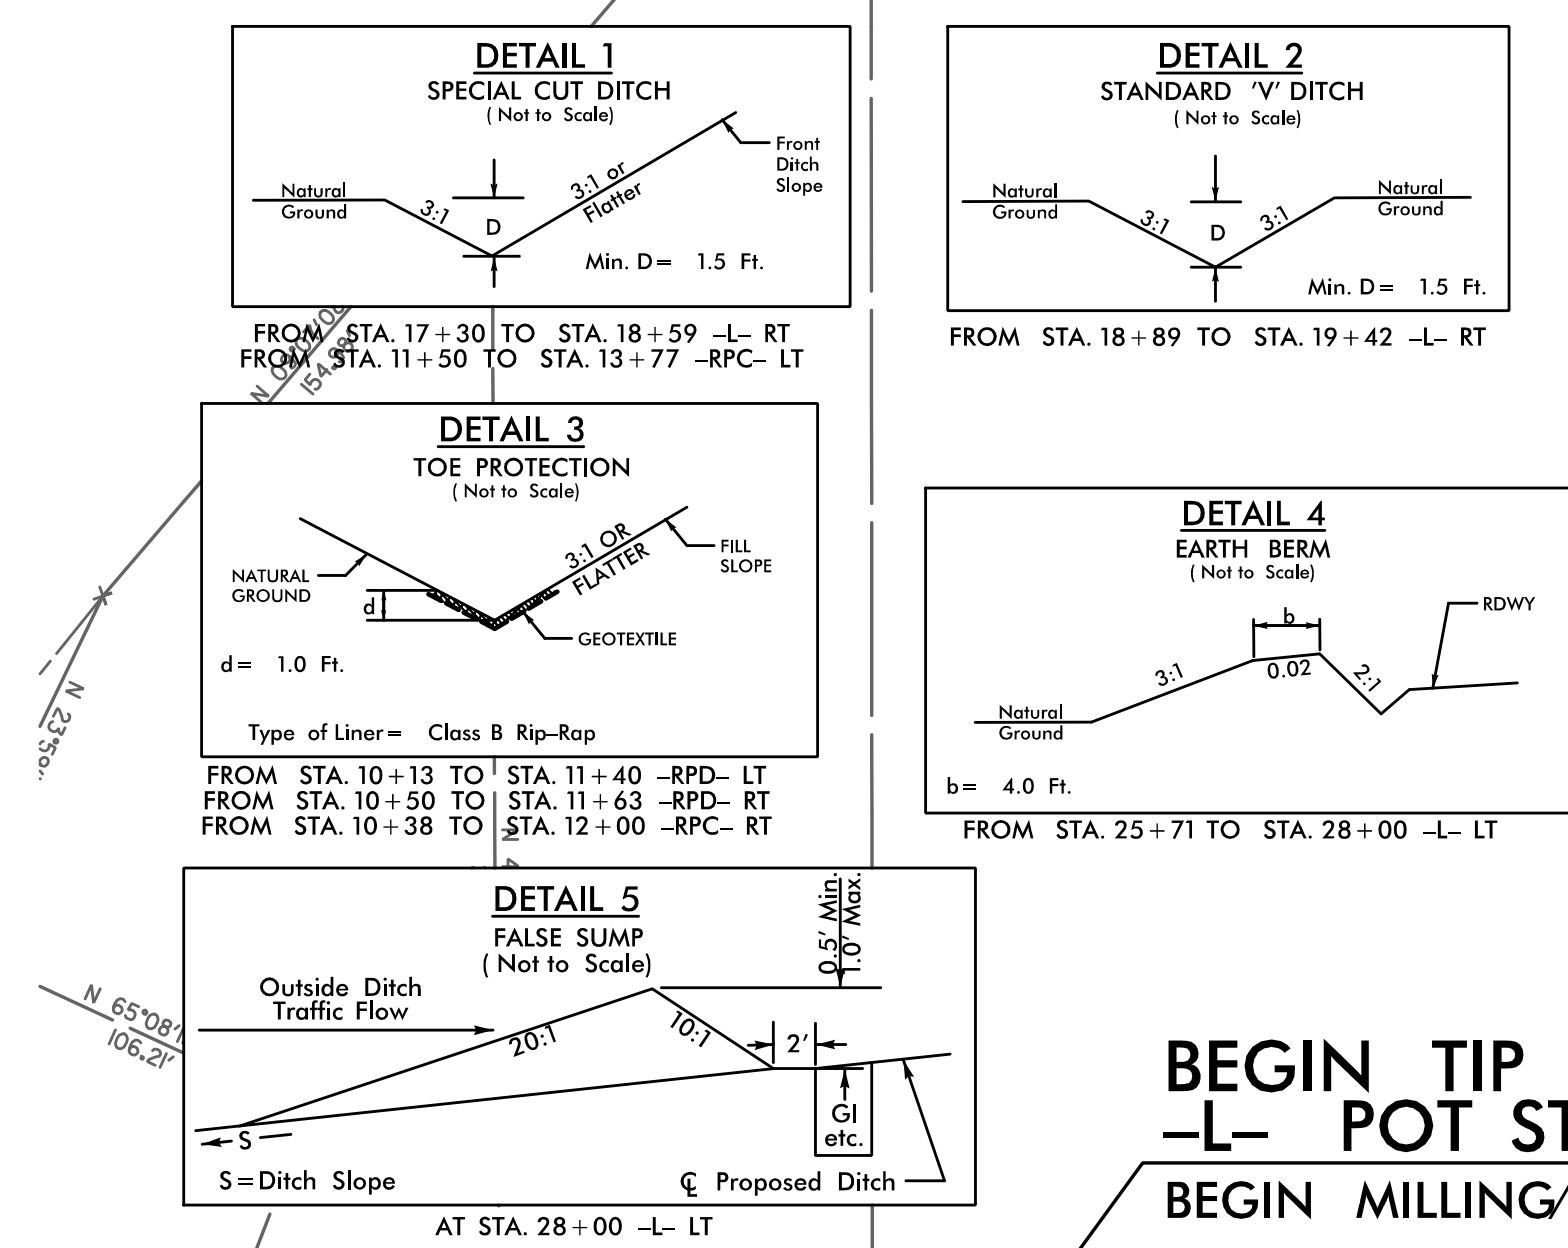 DETAIL 1
SPECIAL CUT DITCH
( Not to Scale)
Natural
Ground
3:1
D
3:1 or
Flatter
Front
Ditch
Slope
Min. D= 1.5 Ft.
FROM STA. 17+30 TO STA. 18+59 –L– RT
FROM STA. 11+50 TO STA. 13+77 –RPC– LT
DETAIL 2
STANDARD 'V' DITCH
( Not to Scale)
Natural
Ground
3:1
D
3:1
Natural
Ground
Min. D= 1.5 Ft.
FROM STA. 18+89 TO STA. 19+42 –L– RT
DETAIL 3
TOE PROTECTION
( Not to Scale)
NATURAL
GROUND
d
3:1 OR
FLATTER
FILL
SLOPE
GEOTEXTILE
d= 1.0 Ft.
Type of Liner= Class B Rip–Rap
FROM STA. 10+13 TO STA. 11+40 –RPD– LT
FROM STA. 10+50 TO STA. 11+63 –RPD– RT
FROM STA. 10+38 TO STA. 12+00 –RPC– RT
DETAIL 4
EARTH BERM
( Not to Scale)
RDWY
b
3:1
0.02
2:1
Natural
Ground
b= 4.0 Ft.
FROM STA. 25+71 TO STA. 28+00 –L– LT
N 23°50'
DETAIL 5
FALSE SUMP
( Not to Scale)
0.5' Min.
1.0' Max.
Outside Ditch
Traffic Flow
20:1
10:1
2'
GI
etc.
S
S=Ditch Slope
℄ Proposed Ditch
AT STA. 28+00 –L– LT
N 65°08'1
106.21'
BEGIN TIP
–L– POT ST
BEGIN MILLING/